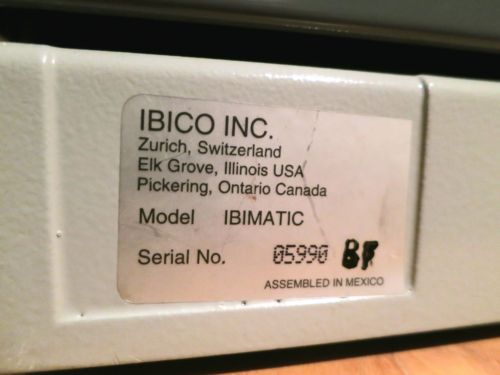 IBICO INC.
Zurich, Switzerland
Elk Grove, Illinois USA
Pickering, Ontario Canada
Model IBIMATIC
Serial No. 05990 BF
ASSEMBLED IN MEXICO